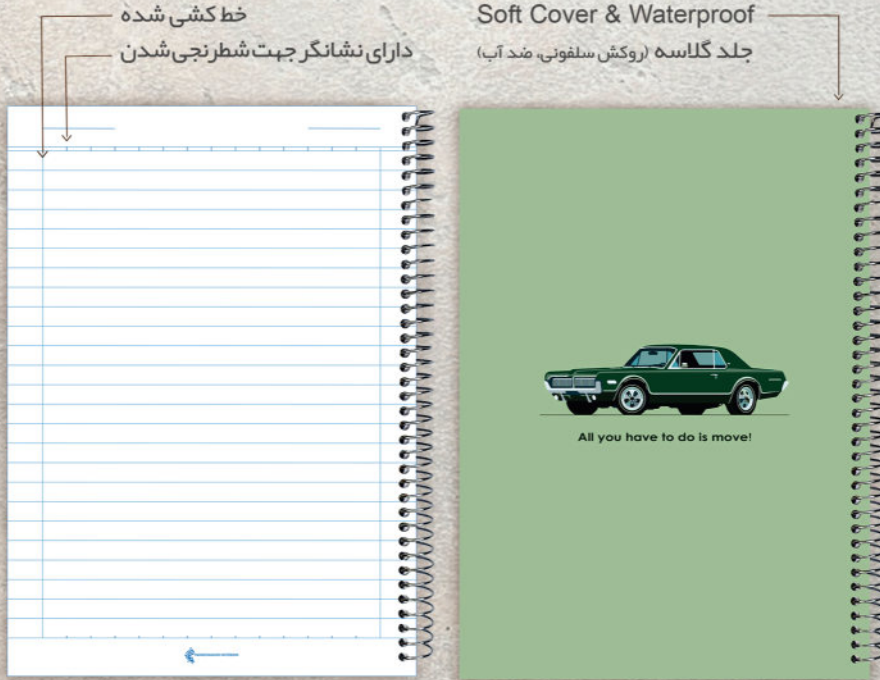 خط کشی شده
دارای نشانگر جهت شطرنجی شدن
Soft Cover & Waterproof
جلد گلاسه (روکش سلفونی، ضد آب)
All you have to do is move!